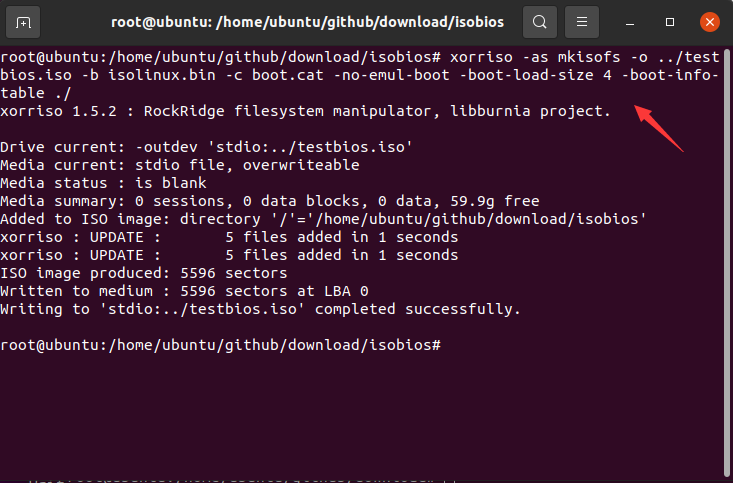 root@ubuntu: /home/ubuntu/github/download/isobios
root@ubuntu:/home/ubuntu/github/download/isobios# xorriso -as mkisofs -o ../test
bios.iso -b isolinux.bin -c boot.cat -no-emul-boot -boot-load-size 4 -boot-info-
table ./
xorriso 1.5.2 : RockRidge filesystem manipulator, libburnia project.
Drive current: -outdev 'stdio:../testbios.iso'
Media current: stdio file, overwriteable
Media status : is blank
Media summary: 0 sessions, 0 data blocks, 0 data, 59.9g free
Added to ISO image: directory '/'='/home/ubuntu/github/download/isobios'
xorriso : UPDATE :       5 files added in 1 seconds
xorriso : UPDATE :       5 files added in 1 seconds
ISO image produced: 5596 sectors
Written to medium : 5596 sectors at LBA 0
Writing to 'stdio:../testbios.iso' completed successfully.
root@ubuntu:/home/ubuntu/github/download/isobios#